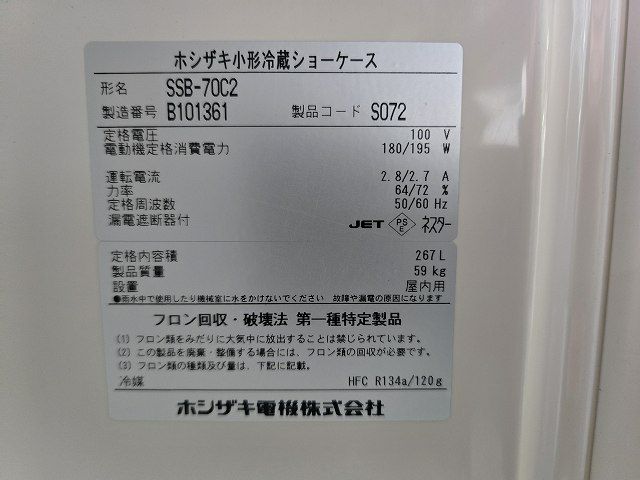 ホシザキ小形冷蔵ショーケース
形名 SSB-70C2
製造番号 B101361 製品コード S072
定格電圧 100 V
電動機定格消費電力 180/195 W
運転電流 2.8/2.7 A
力率 64/72 %
定格周波数 50/60 Hz
漏電遮断器付 JET PSE ネスター
定格内容積 267 L
製品質量 59 kg
設置 屋内用
●雨水中で使用したり機械室に水をかけないでください 故障や漏電の原因になります
フロン回収・破壊法 第一種特定製品
(1) フロン類をみだりに大気中に放出することは禁じられています。
(2) この製品を廃棄・整備する場合には、フロン類の回収が必要です。
(3) フロン類の種類及び量は、下記に記載。
冷媒 HFC R134a/120g
ホシザキ電機株式会社